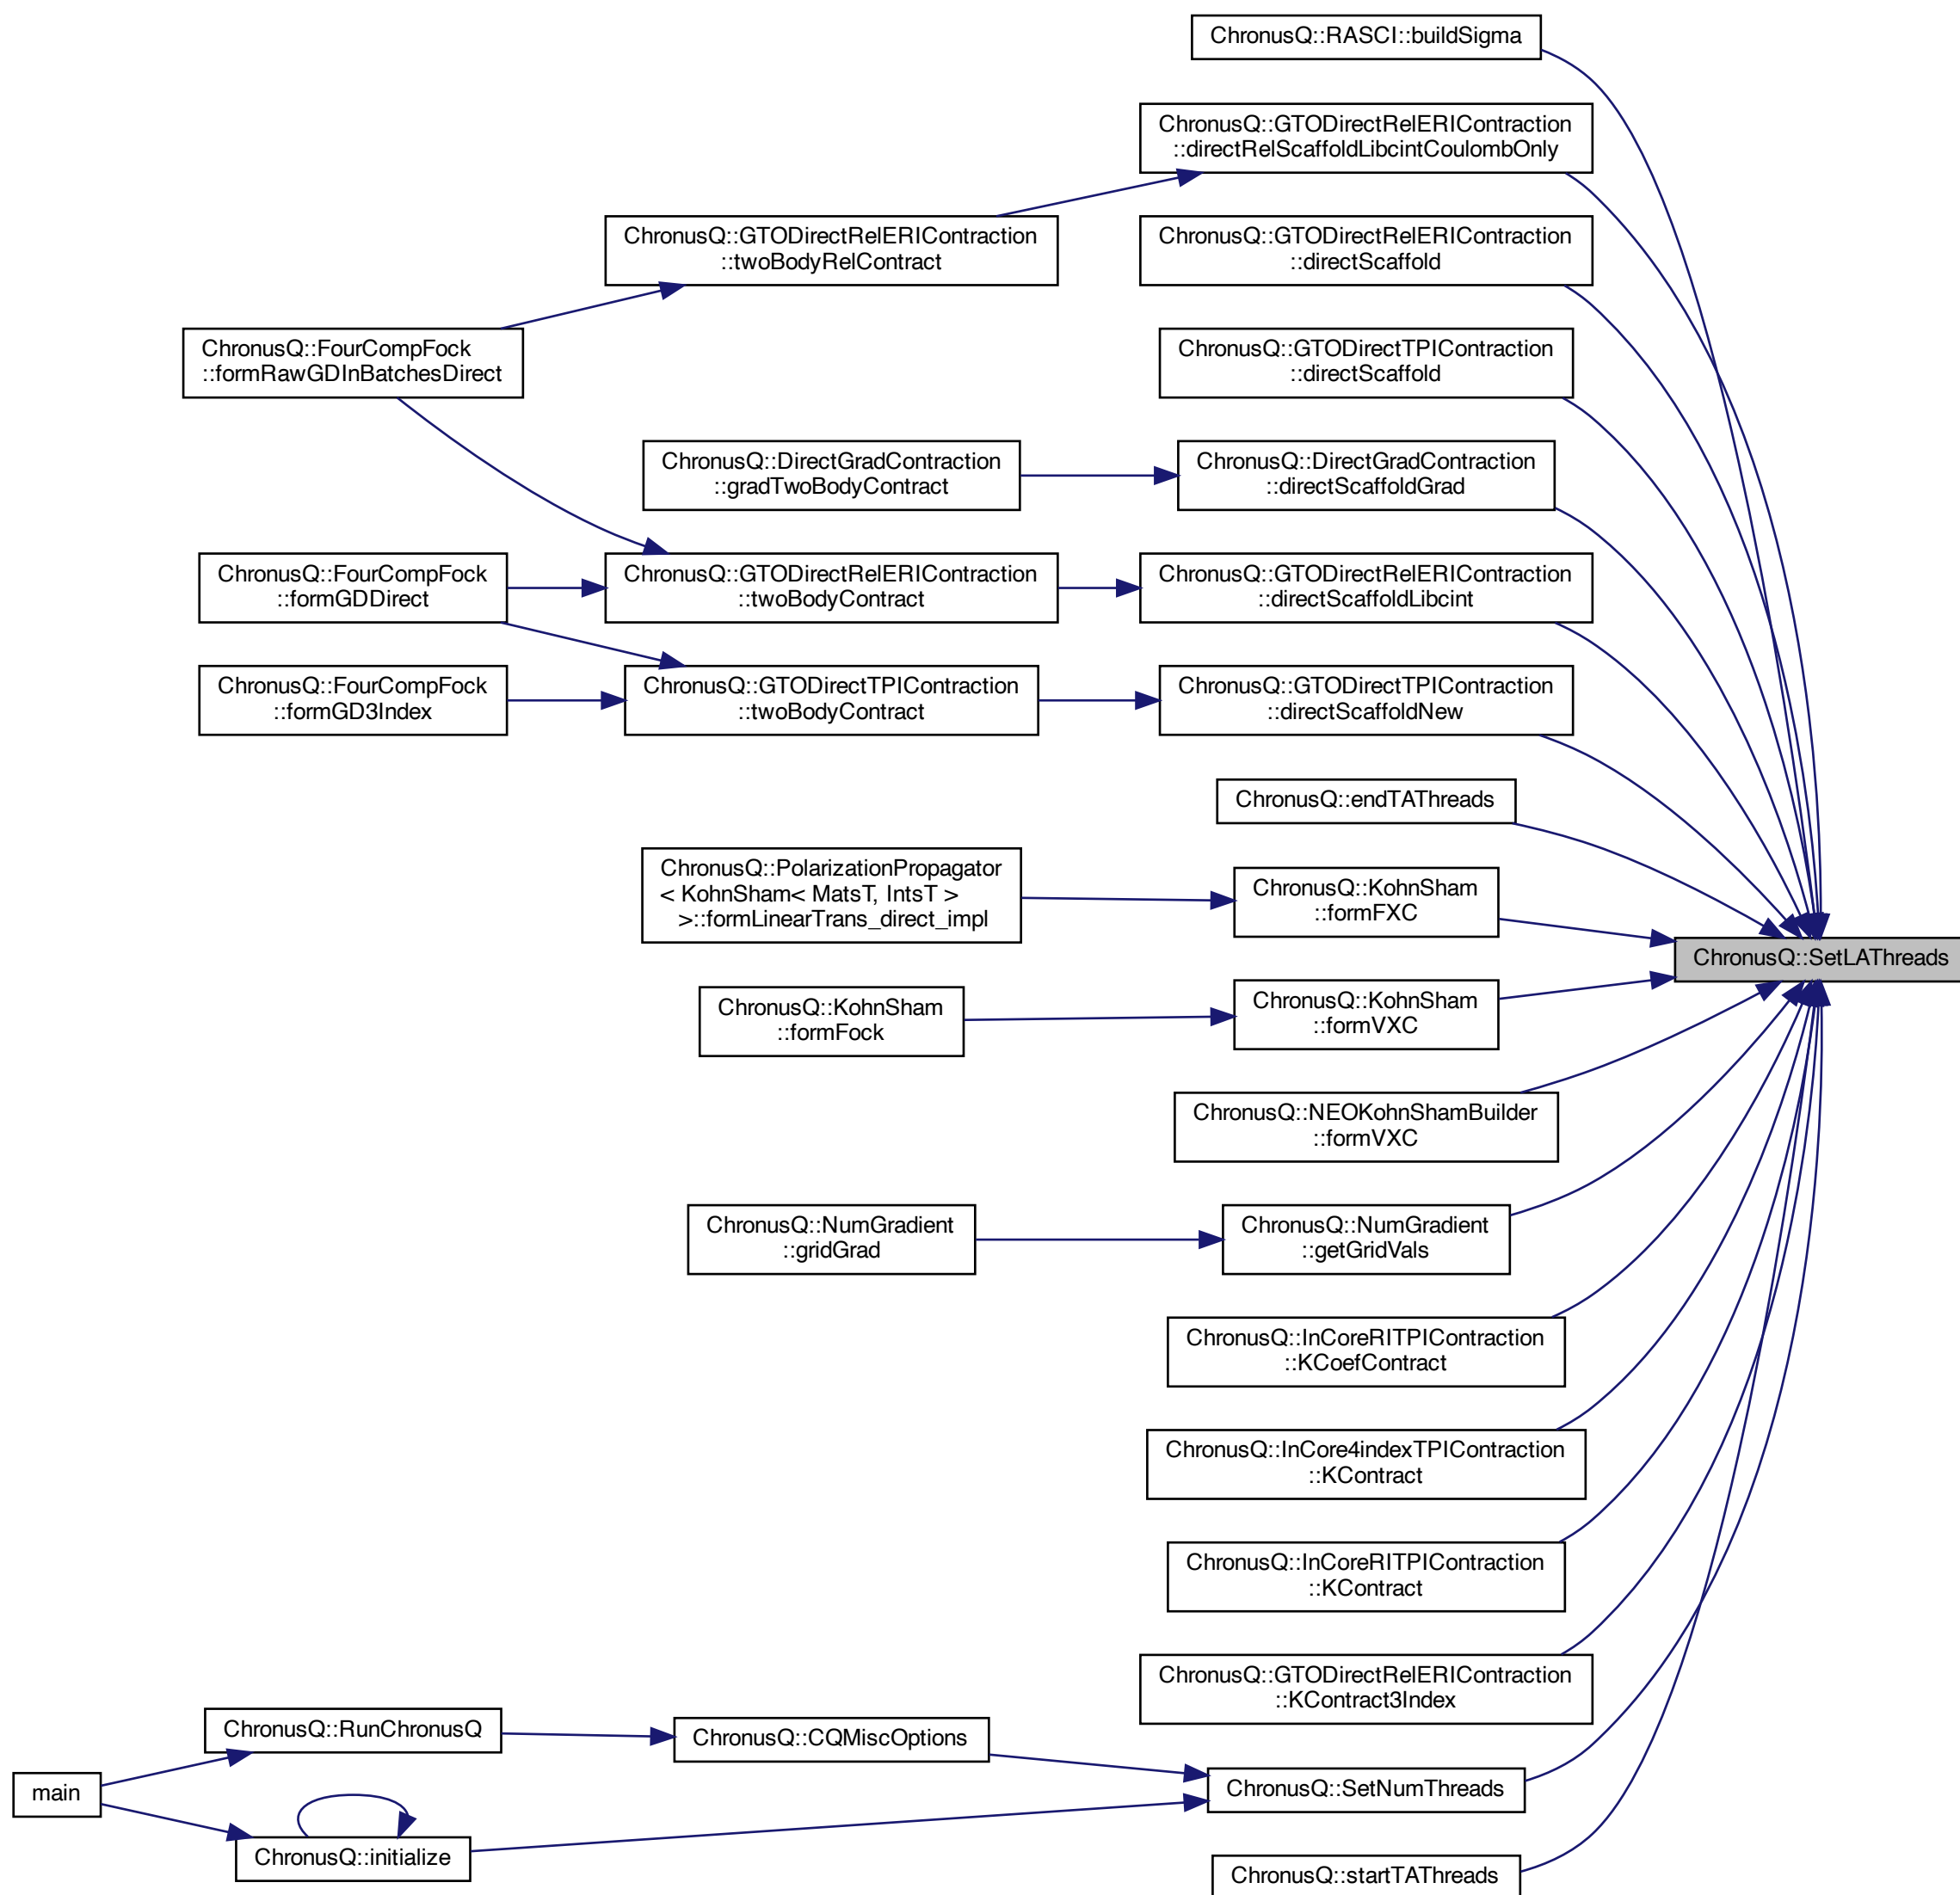 ChronusQ::RASCI::buildSigma
ChronusQ::GTODirectRelERIContraction
::directRelScaffoldLibcintCoulombOnly
ChronusQ::GTODirectRelERIContraction
::twoBodyRelContract
ChronusQ::GTODirectRelERIContraction
::directScaffold
ChronusQ::FourCompFock
::formRawGDInBatchesDirect
ChronusQ::GTODirectTPIContraction
::directScaffold
ChronusQ::DirectGradContraction
::gradTwoBodyContract
ChronusQ::DirectGradContraction
::directScaffoldGrad
ChronusQ::FourCompFock
::formGDDirect
ChronusQ::GTODirectRelERIContraction
::twoBodyContract
ChronusQ::GTODirectRelERIContraction
::directScaffoldLibcint
ChronusQ::FourCompFock
::formGD3Index
ChronusQ::GTODirectTPIContraction
::twoBodyContract
ChronusQ::GTODirectTPIContraction
::directScaffoldNew
ChronusQ::endTAThreads
ChronusQ::PolarizationPropagator
< KohnSham< MatsT, IntsT >
>::formLinearTrans_direct_impl
ChronusQ::KohnSham
::formFXC
ChronusQ::SetLAThreads
ChronusQ::KohnSham
::formFock
ChronusQ::KohnSham
::formVXC
ChronusQ::NEOKohnShamBuilder
::formVXC
ChronusQ::NumGradient
::gridGrad
ChronusQ::NumGradient
::getGridVals
ChronusQ::InCoreRITPIContraction
::KCoefContract
ChronusQ::InCore4indexTPIContraction
::KContract
ChronusQ::InCoreRITPIContraction
::KContract
ChronusQ::GTODirectRelERIContraction
::KContract3Index
ChronusQ::RunChronusQ
ChronusQ::CQMiscOptions
main
ChronusQ::SetNumThreads
ChronusQ::initialize
ChronusQ::startTAThreads